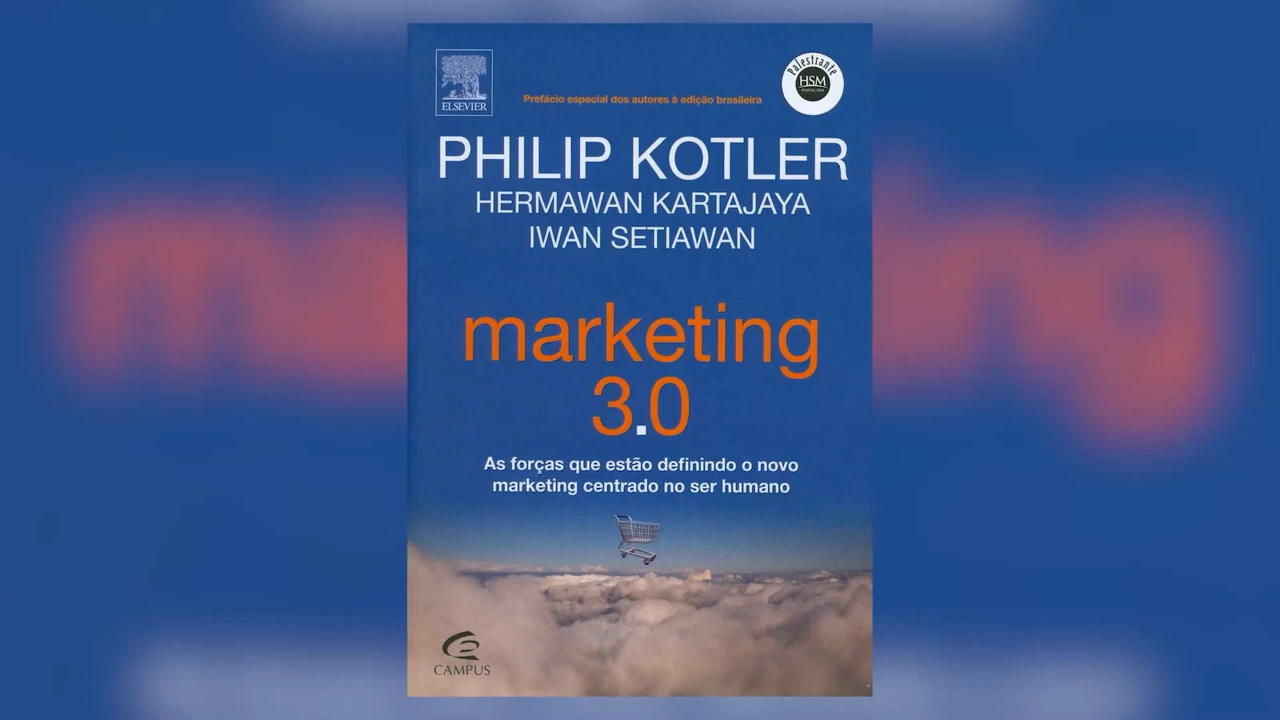 ELSEVIER
Prefácio especial dos autores à edição brasileira
Palestrante
HSM
PHILIP KOTLER
HERMAWAN KARTAJAYA
IWAN SETIAWAN
marketing
3.0
As forças que estão definindo o novo
marketing centrado no ser humano
CAMPUS